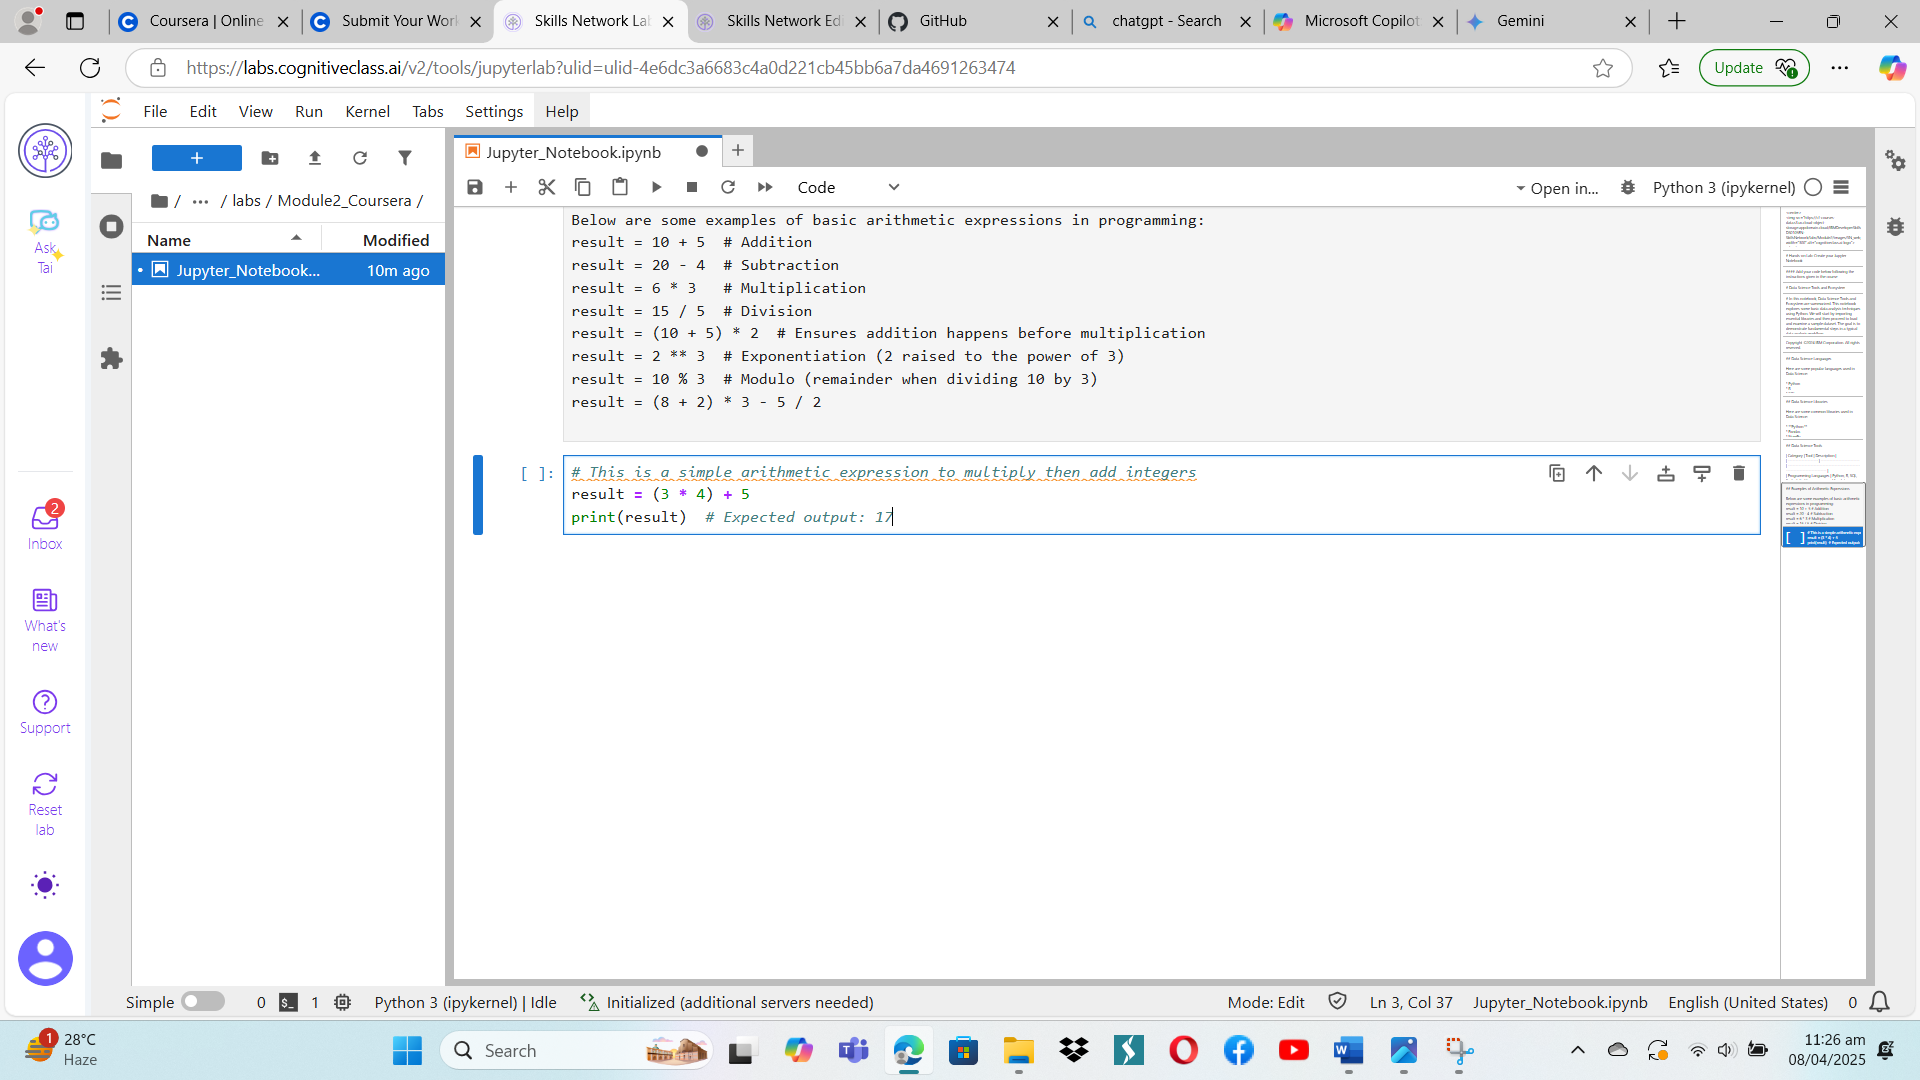 Coursera | Online
Submit Your Work
Skills Network La
Skills Network Edi
GitHub
chatgpt - Search
Microsoft Copilot:
Gemini
https://labs.cognitiveclass.ai/v2/tools/jupyterlab?ulid=ulid-4e6dc3a6683c4a0d221cb45bb6a7da4691263474
Update
File Edit View Run Kernel Tabs Settings Help
Ask
Tai
2
Inbox
What's
new
Support
Reset
lab
+
/ ... / labs / Module2_Coursera /
Name Modified
Jupyter_Notebook... 10m ago
Jupyter_Notebook.ipynb
Code
Open in...
Python 3 (ipykernel)
Below are some examples of basic arithmetic expressions in programming:
result = 10 + 5  # Addition
result = 20 - 4  # Subtraction
result = 6 * 3   # Multiplication
result = 15 / 5  # Division
result = (10 + 5) * 2  # Ensures addition happens before multiplication
result = 2 ** 3  # Exponentiation (2 raised to the power of 3)
result = 10 % 3  # Modulo (remainder when dividing 10 by 3)
result = (8 + 2) * 3 - 5 / 2
[ ]:
# This is a simple arithmetic expression to multiply then add integers
result = (3 * 4) + 5
print(result)  # Expected output: 17
Simple 0 1 Python 3 (ipykernel) | Idle Initialized (additional servers needed)
Mode: Edit Ln 3, Col 37 Jupyter_Notebook.ipynb English (United States) 0
1
28°C
Haze
Search
11:26 am
08/04/2025